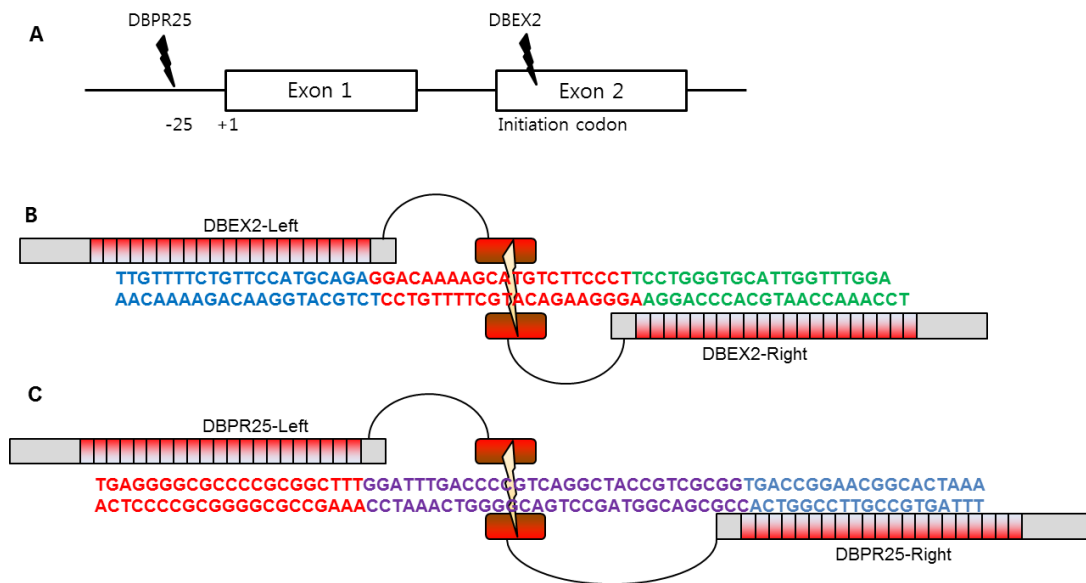 A
DBPR25
DBEX2
Exon 1
Exon 2
-25
+1
Initiation codon
B
DBEX2-Left
TTGTTTTCTGTTCCATGCAGAGGACAAAAGCATGTCTTCCCTTCCTGGGTGCATTGGTTTGGA
AACAAAAGACAAGGTACGTCTCCTGTTTTCGTACAGAAGGGAAGGACCCACGTAACCAAACCT
DBEX2-Right
C
DBPR25-Left
TGAGGGGCGCCCCGCGGCTTTGGATTTGACCCCGTCAGGCTACCGTCGCGGTGACCGGAACGGCACTAAA
ACTCCCCGCGGGGCGCCGAAACCTAAACTGGGGCAGTCCGATGGCAGCGCCACTGGCCTTGCCGTGATTT
DBPR25-Right